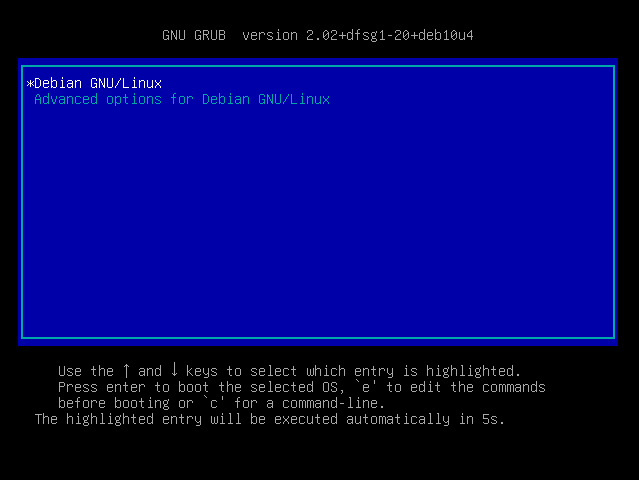 GNU GRUB  version 2.02+dfsg1-20+deb10u4
*Debian GNU/Linux
Advanced options for Debian GNU/Linux
Use the ↑ and ↓ keys to select which entry is highlighted.
Press enter to boot the selected OS, `e' to edit the commands
before booting or `c' for a command-line.
The highlighted entry will be executed automatically in 5s.